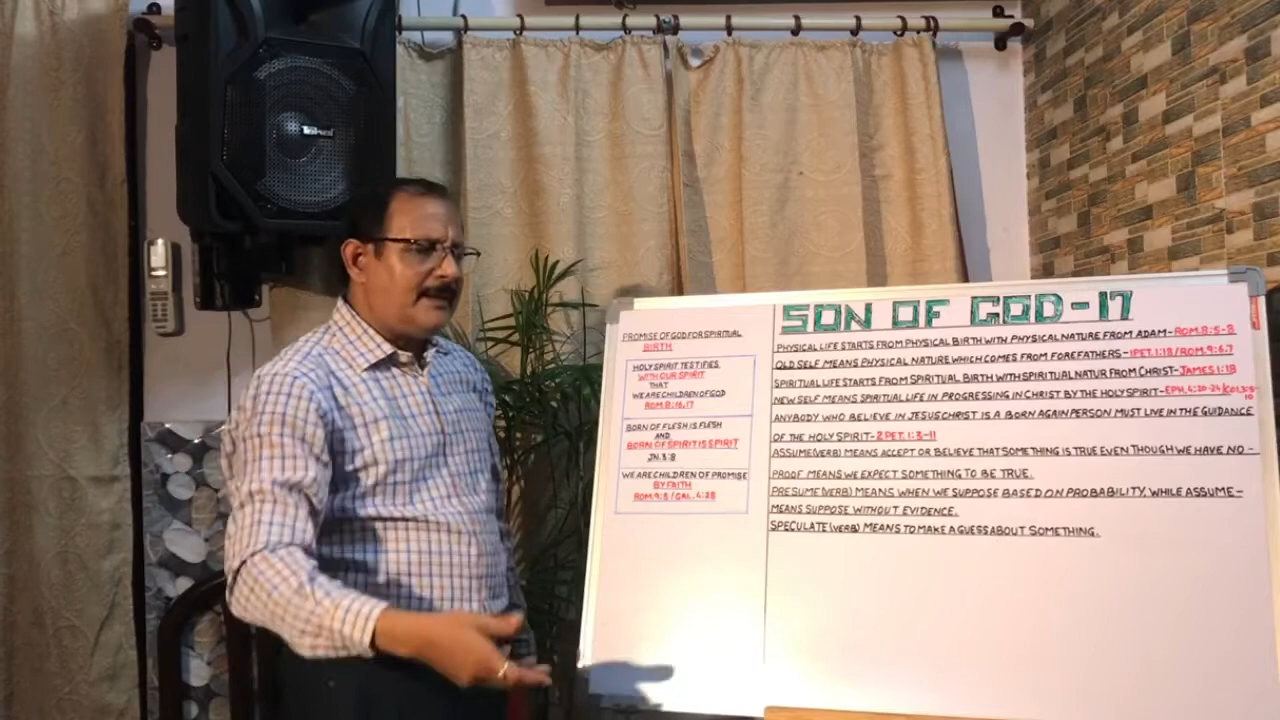 SON OF GOD-17
PROMISE OF GOD FOR SPIRITUAL
BIRTH
HOLY SPIRIT TESTIFIES
WITH OUR SPIRIT
THAT
WE ARE CHILDREN OF GOD
ROM.8:16,17
BORN OF FLESH IS FLESH
AND
BORN OF SPIRIT IS SPIRIT
JN.3:8
WE ARE CHILDREN OF PROMISE
BY FAITH
ROM.9:8/GAL.4:28
PHYSICAL LIFE STARTS FROM PHYSICAL BIRTH WITH PHYSICAL NATURE FROM ADAM-ROM.8:5-8
OLD SELF MEANS PHYSICAL NATURE WHICH COMES FROM FOREFATHERS-1PET.1:18/ROM.9:6,7
SPIRITUAL LIFE STARTS FROM SPIRITUAL BIRTH WITH SPIRITUAL NATUR FROM CHRIST-JAMES 1:18
NEW SELF MEANS SPIRITUAL LIFE IN PROGRESSING IN CHRIST BY THE HOLY SPIRIT-EPH.4:20-24/KOL3:5-10
ANYBODY WHO BELIEVE IN JESUS CHRIST IS A BORN AGAIN PERSON MUST LIVE IN THE GUIDANCE
OF THE HOLY SPIRIT-2PET.1:3-11
ASSUME(VERB) MEANS ACCEPT OR BELIEVE THAT SOMETHING IS TRUE EVEN THOUGH WE HAVE NO-
PROOF MEANS WE EXPECT SOMETHING TO BE TRUE.
PRESUME(VERB) MEANS WHEN WE SUPPOSE BASED ON PROBABILITY, WHILE ASSUME-
MEANS SUPPOSE WITHOUT EVIDENCE.
SPECULATE(VERB) MEANS TO MAKE A GUESS ABOUT SOMETHING.